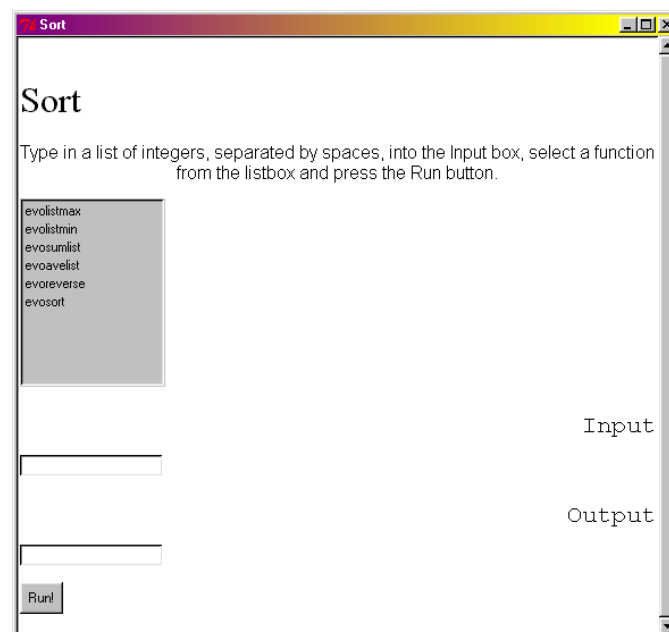 Sort
Sort
Type in a list of integers, separated by spaces, into the Input box, select a function
from the listbox and press the Run button.
evolistmax
evolistmin
evosumlist
evoavelist
evoreverse
evosort
Input
Output
Run!